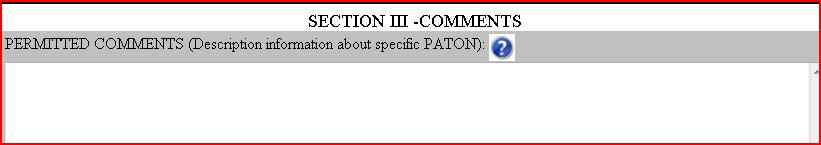 SECTION III -COMMENTS
PERMITTED COMMENTS (Description information about specific PATON): ?